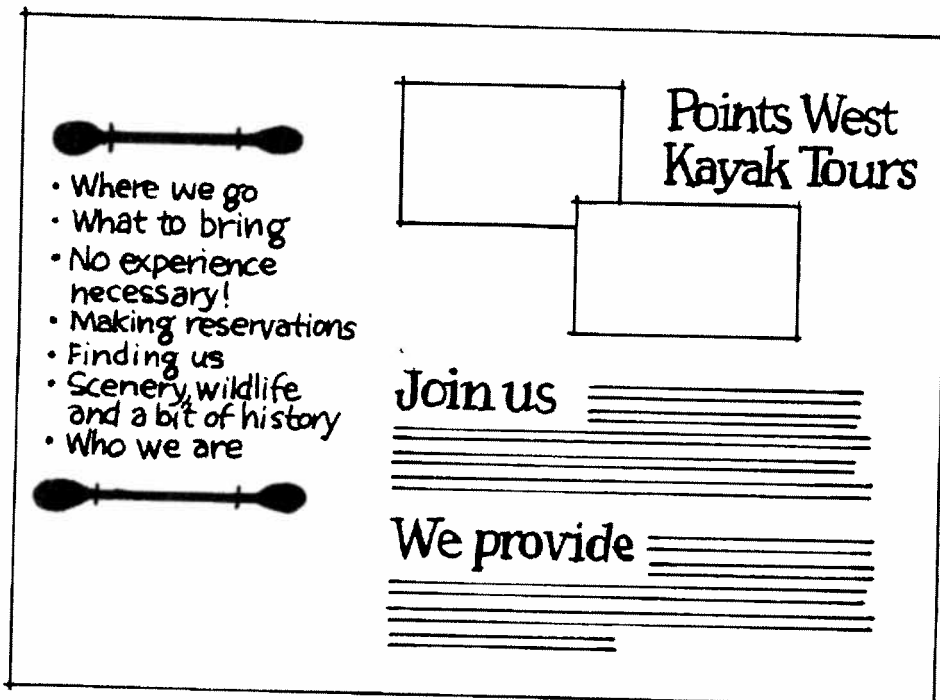 Points West
Kayak Tours
• Where we go
• What to bring
• No experience
necessary!
• Making reservations
• Finding us
• Scenery, wildlife
and a bit of history
• Who we are
Join us
We provide